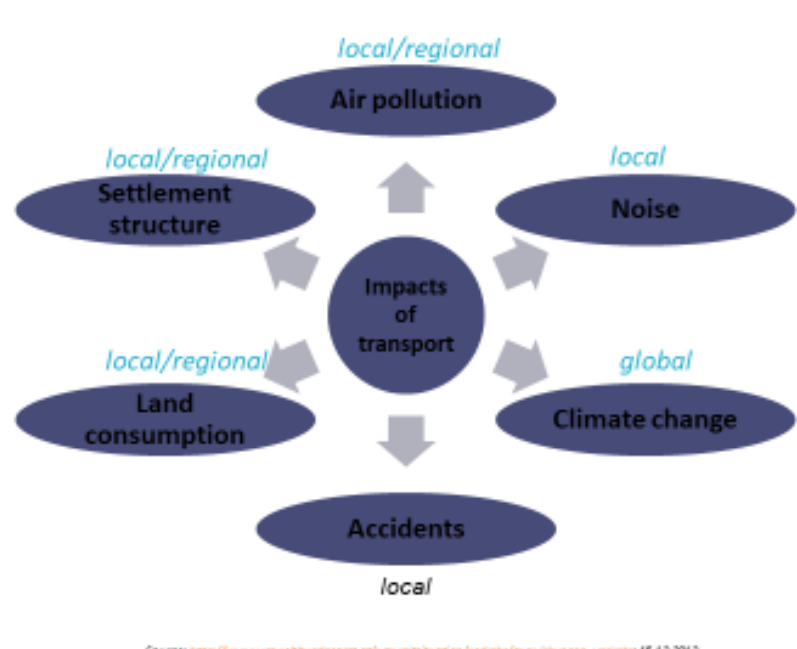 local/regional
Air pollution
local/regional
local
Settlement
structure
Noise
Impacts
of
transport
local/regional
global
Land
consumption
Climate change
Accidents
local